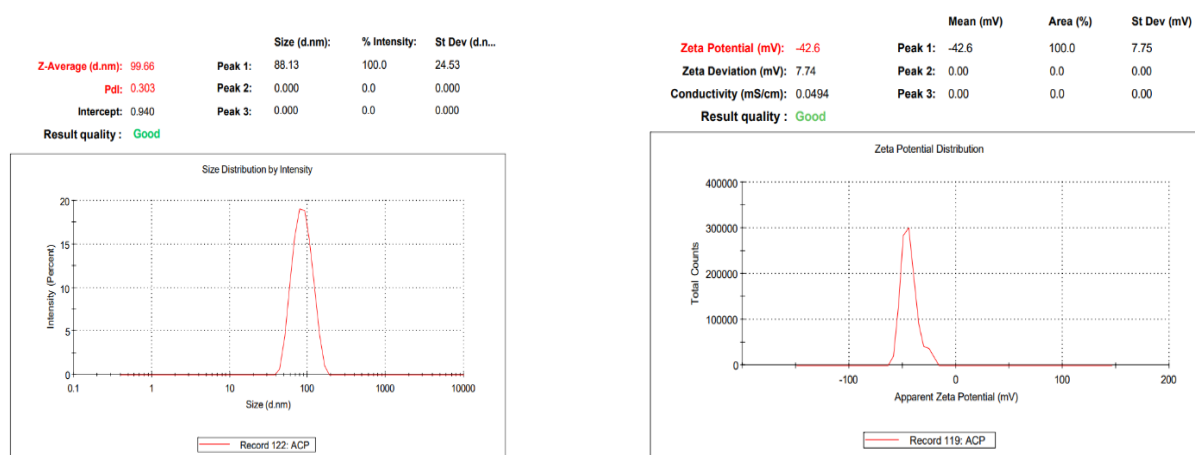 Size (d.nm): % Intensity: St Dev (d.n...
Z-Average (d.nm): 99.66 Peak 1: 88.13 100.0 24.53
PdI: 0.303 Peak 2: 0.000 0.0 0.000
Intercept: 0.940 Peak 3: 0.000 0.0 0.000
Result quality : Good
Size Distribution by Intensity
Intensity (Percent)
20
15
10
5
0
0.1 1 10 100 1000 10000
Size (d.nm)
Record 122: ACP
Mean (mV) Area (%) St Dev (mV)
Zeta Potential (mV): -42.6 Peak 1: -42.6 100.0 7.75
Zeta Deviation (mV): 7.74 Peak 2: 0.00 0.0 0.00
Conductivity (mS/cm): 0.0494 Peak 3: 0.00 0.0 0.00
Result quality : Good
Zeta Potential Distribution
Total Counts
400000
300000
200000
100000
0
-100 0 100 200
Apparent Zeta Potential (mV)
Record 119: ACP